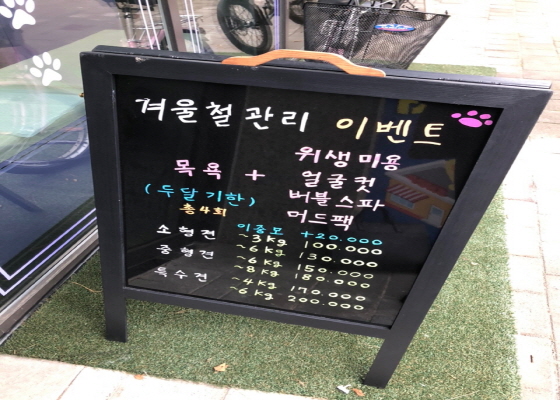 겨울철 관리 이벤트
목욕 + 위생미용
얼굴컷
버블스파
머드팩
(두달기한)
총4회
이중모 +20.000
소형견 ~3kg 100.000
~6kg 130.000
중형견 ~6kg 150.000
~8kg 180.000
특수견 ~4kg 170.000
~6kg 200.000